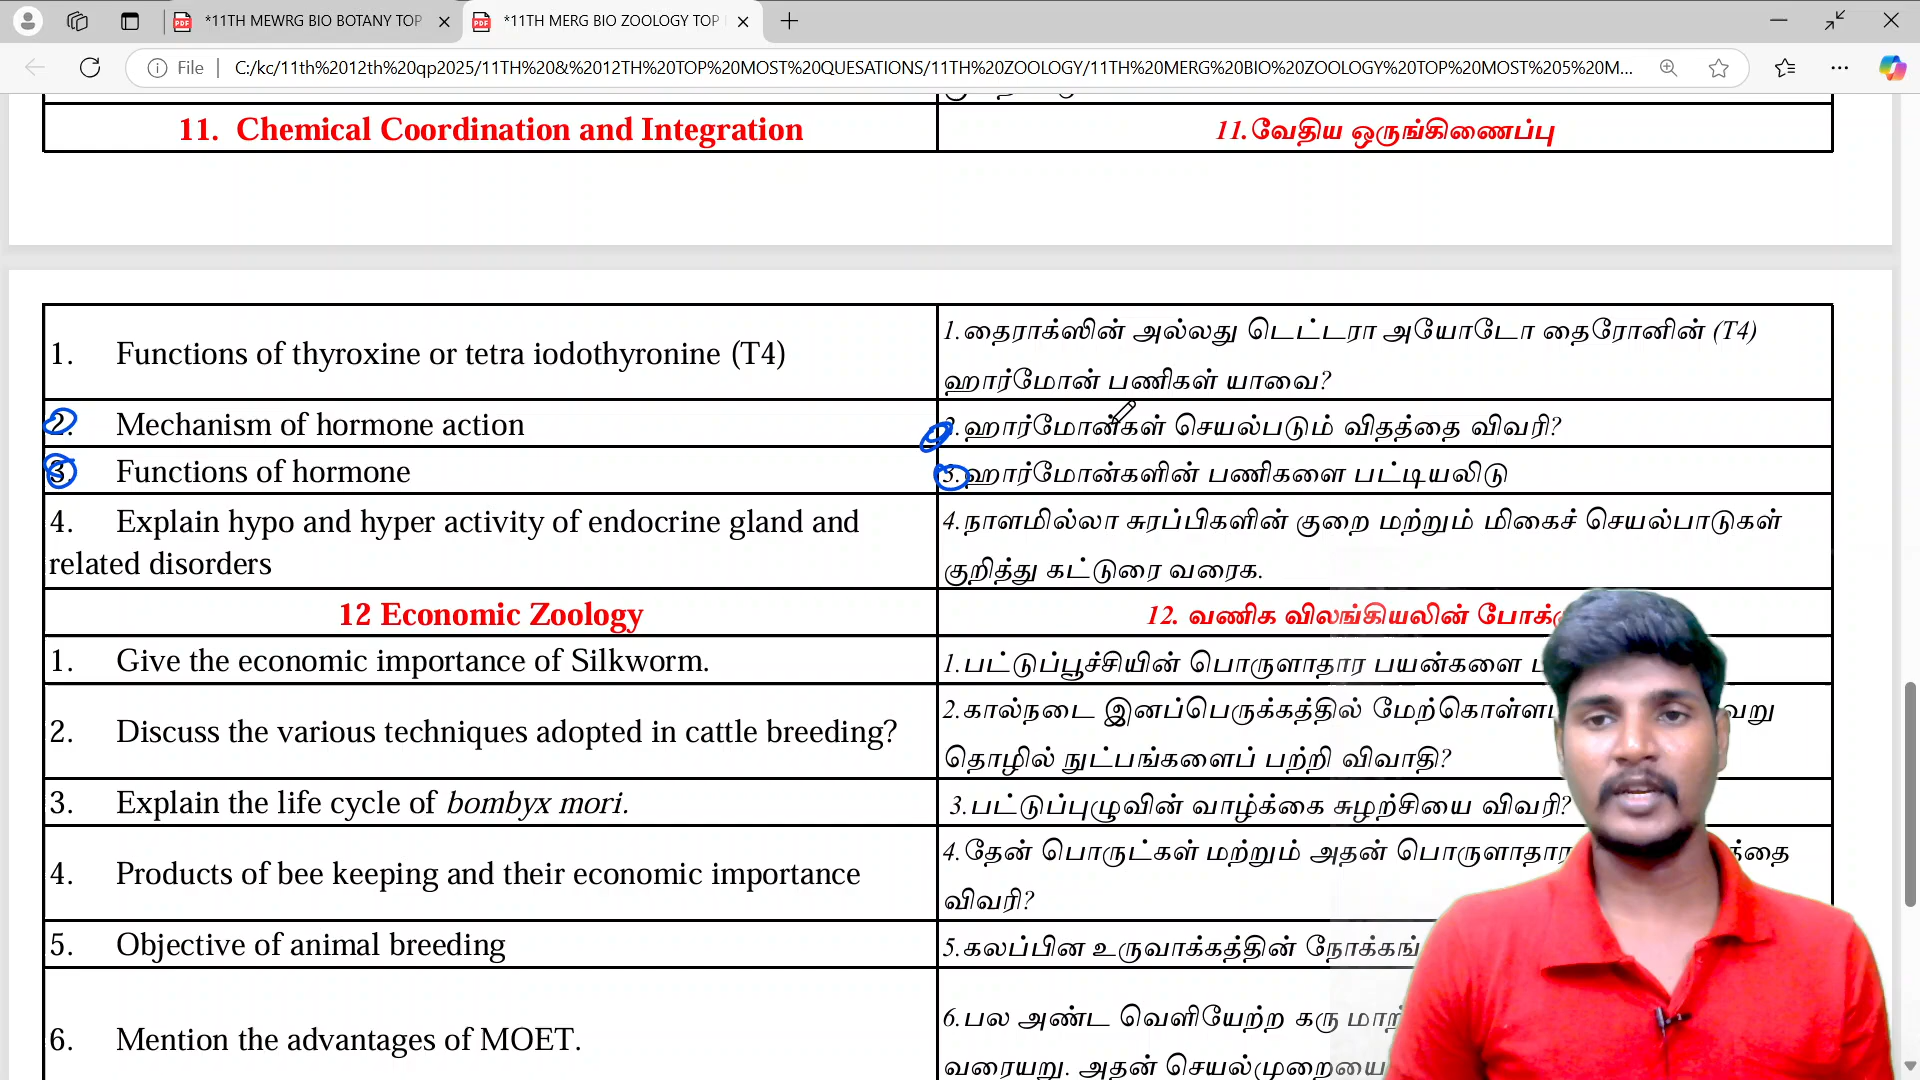 *11TH MEWRG BIO BOTANY TOP
*11TH MERG BIO ZOOLOGY TOP
File
C:/kc/11th%2012th%20qp2025/11TH%20&%2012TH%20TOP%20MOST%20QUESATIONS/11TH%20ZOOLOGY/11TH%20MERG%20BIO%20ZOOLOGY%20TOP%20MOST%205%20M...
11. Chemical Coordination and Integration
11.வேதிய ஒருங்கிணைப்பு
1. Functions of thyroxine or tetra iodothyronine (T4)
1.தைராக்ஸின் அல்லது டெட்டரா அயோடோ தைரோனின் (T4)
ஹார்மோன் பணிகள் யாவை?
2. Mechanism of hormone action
2.ஹார்மோன்கள் செயல்படும் விதத்தை விவரி?
3. Functions of hormone
3.ஹார்மோன்களின் பணிகளை பட்டியலிடு
4. Explain hypo and hyper activity of endocrine gland and
related disorders
4.நாளமில்லா சுரப்பிகளின் குறை மற்றும் மிகைச் செயல்பாடுகள்
குறித்து கட்டுரை வரைக.
12 Economic Zoology
12. வணிக விலங்கியலின்
1. Give the economic importance of Silkworm.
1.பட்டுப்பூச்சியின் பொருளாதார பயன்களை
2. Discuss the various techniques adopted in cattle breeding?
2.கால்நடை இனப்பெருக்கத்தில்
தொழில் நுட்பங்களைப் பற்றி விவாதி?
3. Explain the life cycle of bombyx mori.
3.பட்டுப்புழுவின் வாழ்க்கை சுழற்சியை விவரி?
4. Products of bee keeping and their economic importance
4.தேன் பொருட்கள் மற்றும் அதன்
விவரி?
5. Objective of animal breeding
5.கலப்பின உருவாக்கத்தின்
6. Mention the advantages of MOET.
6.பல அண்ட வெளியேற்ற கரு
வரையறு. அதன் செயல்முறையை